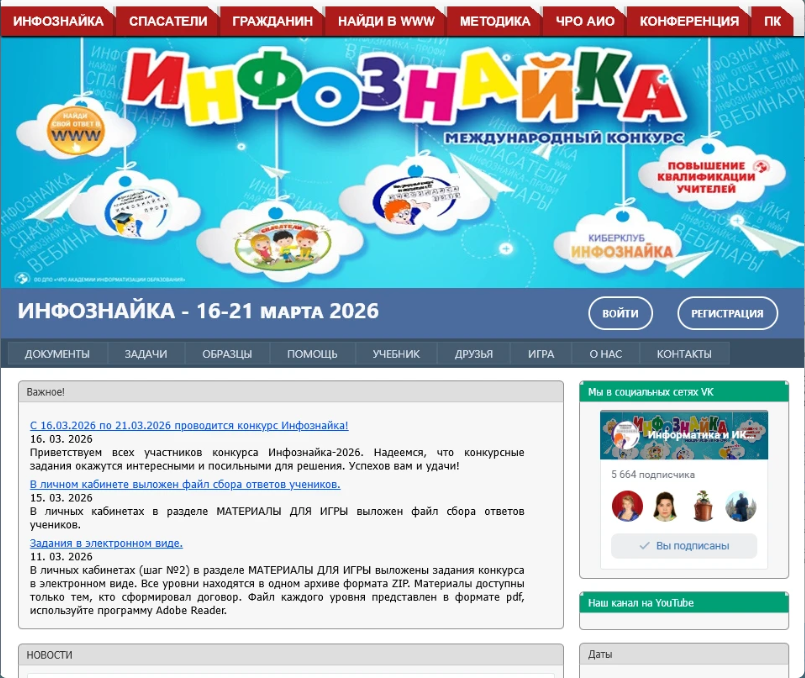 ИНФОЗНАЙКА СПАСАТЕЛИ ГРАЖДАНИН НАЙДИ В WWW МЕТОДИКА ЧРО АИО КОНФЕРЕНЦИЯ ПК
ИНФОЗНАЙКА
МЕЖДУНАРОДНЫЙ КОНКУРС
НАЙДИ
СВОЙ ОТВЕТ В
WWW
ПОВЫШЕНИЕ
КВАЛИФИКАЦИИ
УЧИТЕЛЕЙ
СПАСАТЕЛИ
КИБЕРКЛУБ
ИНФОЗНАЙКА
ИНФОЗНАЙКА - 16-21 МАРТА 2026
ВОЙТИ РЕГИСТРАЦИЯ
ДОКУМЕНТЫ ЗАДАЧИ ОБРАЗЦЫ ПОМОЩЬ УЧЕБНИК ДРУЗЬЯ ИГРА О НАС КОНТАКТЫ
Важное!
С 16.03.2026 по 21.03.2026 проводится конкурс Инфознайка!
16. 03. 2026
Приветствуем всех участников конкурса Инфознайка-2026. Надеемся, что конкурсные
задания окажутся интересными и посильными для решения. Успехов вам и удачи!
В личном кабинете выложен файл сбора ответов учеников.
15. 03. 2026
В личных кабинетах в разделе МАТЕРИАЛЫ ДЛЯ ИГРЫ выложен файл сбора ответов
учеников.
Задания в электронном виде.
11. 03. 2026
В личных кабинетах (шаг №2) в разделе МАТЕРИАЛЫ ДЛЯ ИГРЫ выложены задания конкурса
в электронном виде. Все уровни находятся в одном архиве формата ZIP. Материалы доступны
только тем, кто сформировал договор. Файл каждого уровня представлен в формате pdf,
используйте программу Adobe Reader.
НОВОСТИ
Мы в социальных сетях VK
Информатика и ИК...
5 664 подписчика
Вы подписаны
Наш канал на YouTube
Даты